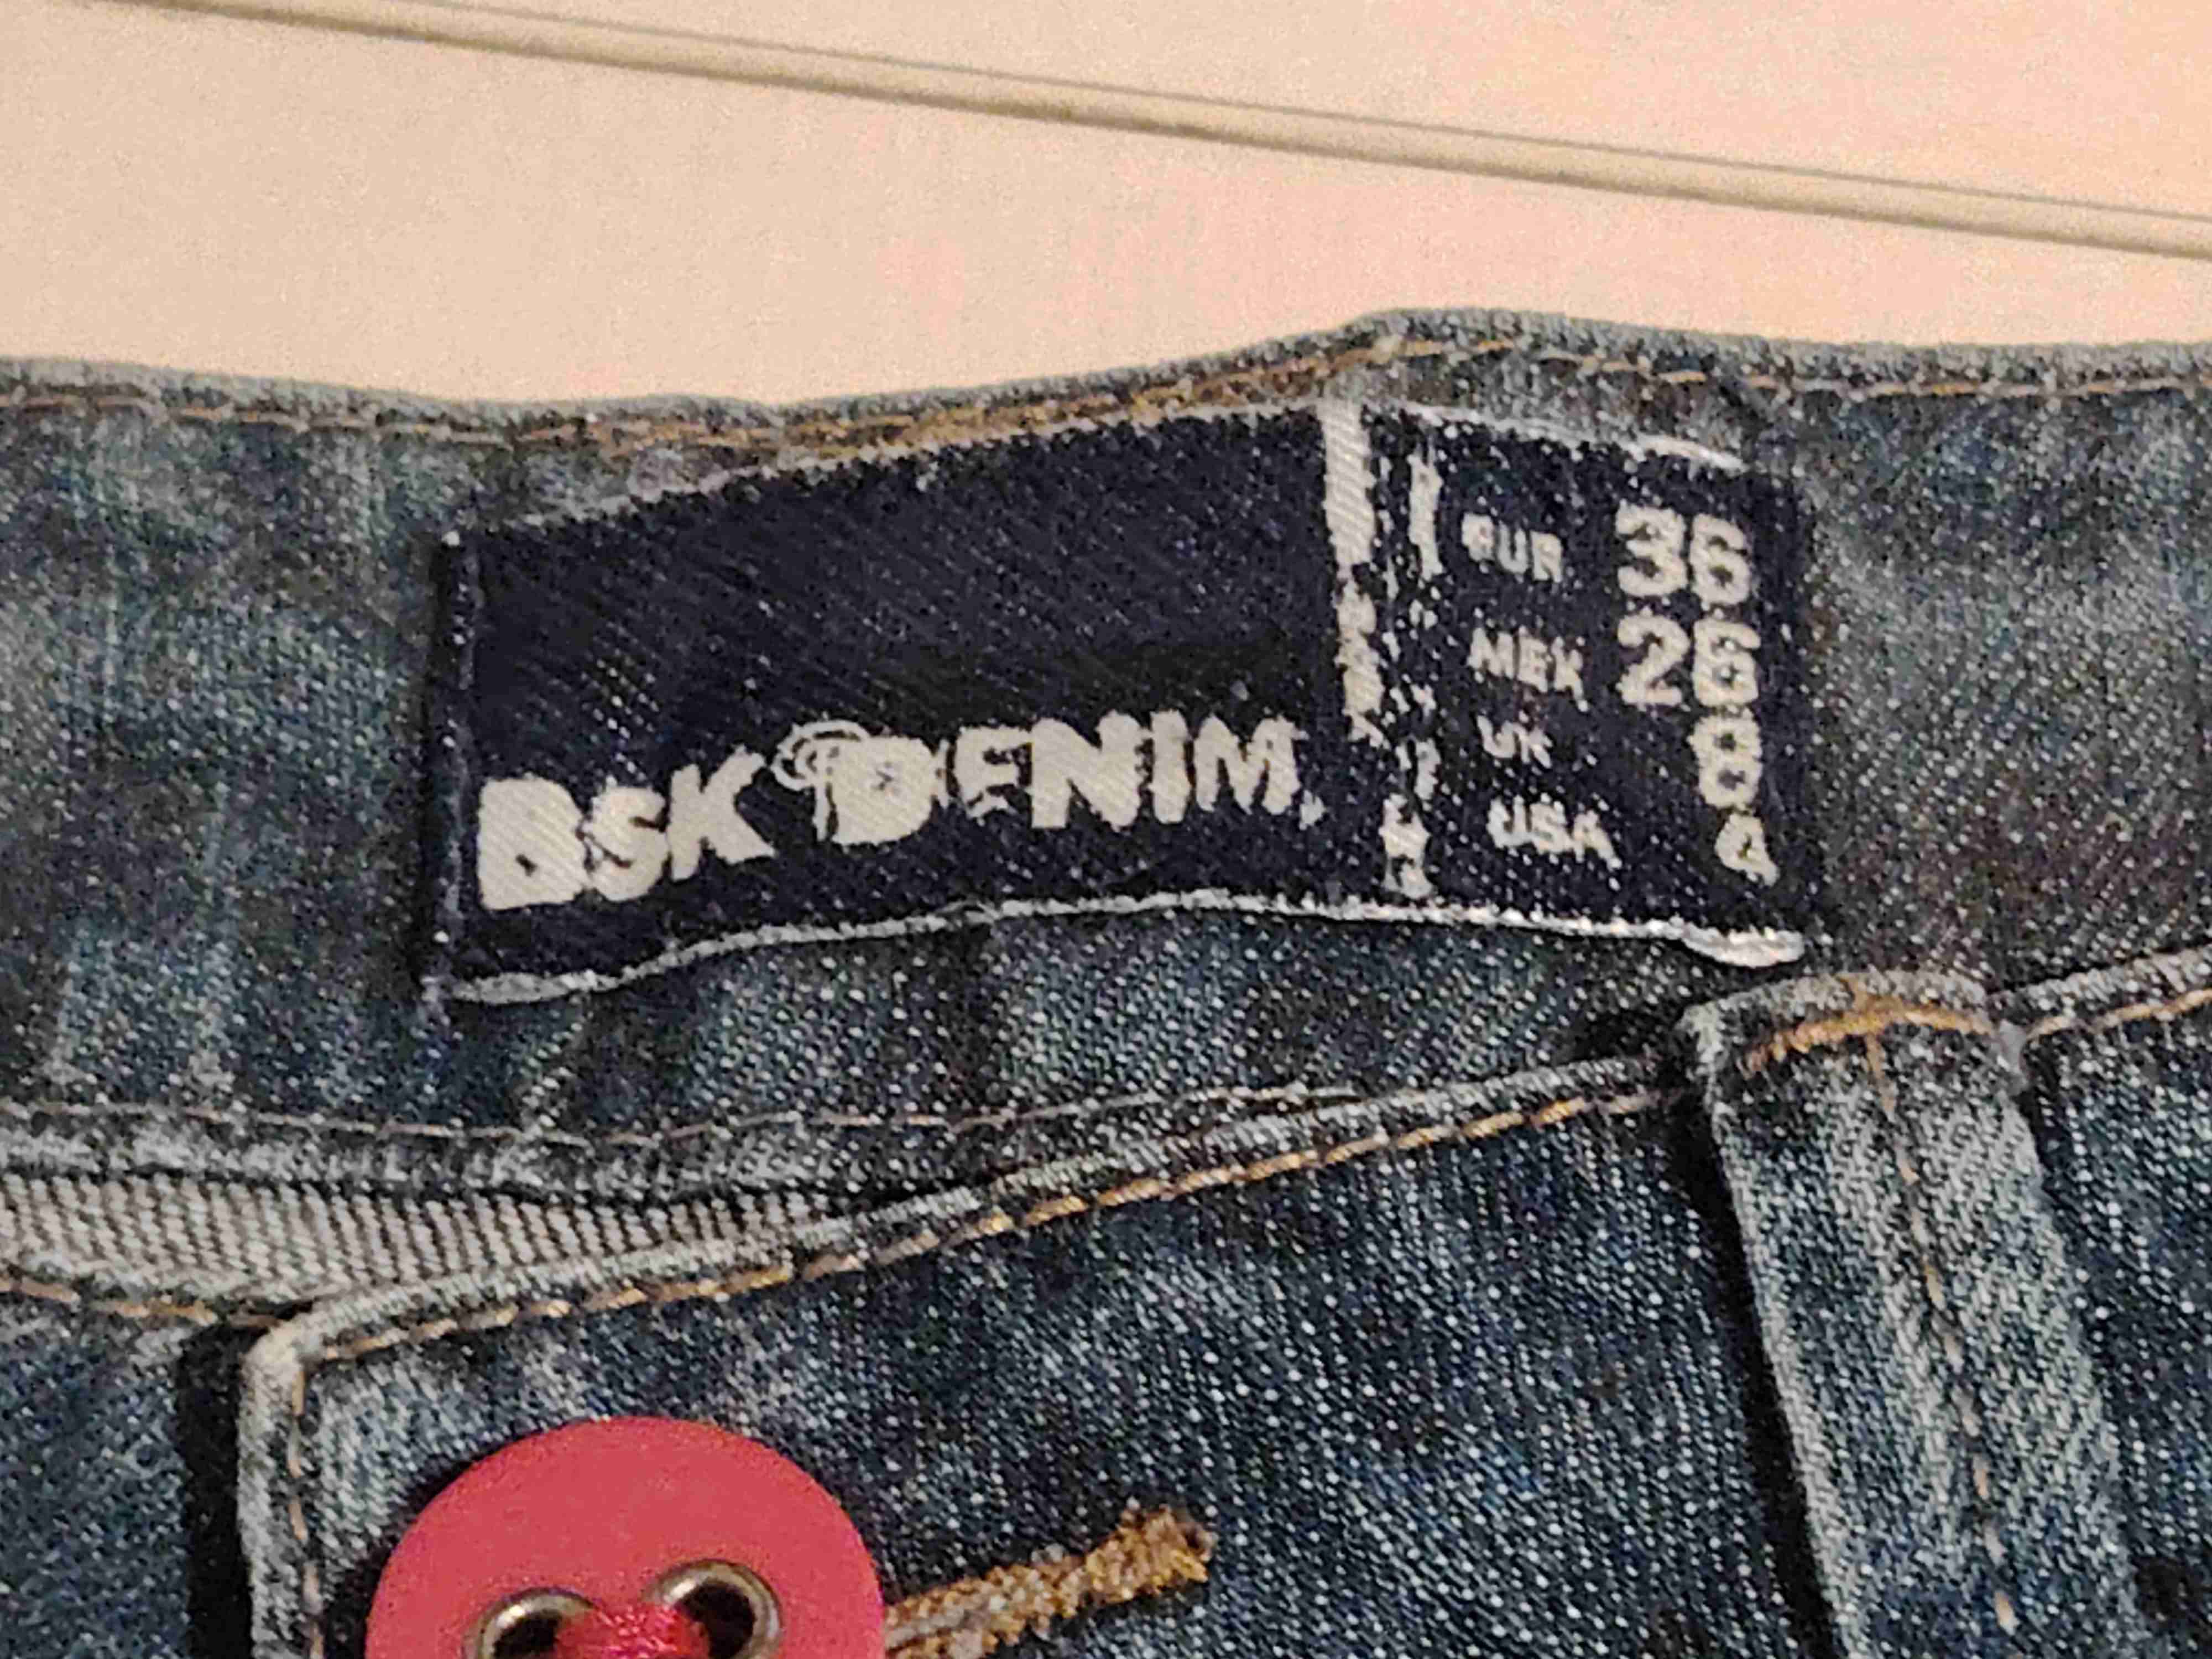 BSK DENIM
EUR 36
MEX 26
UK 8
USA 4